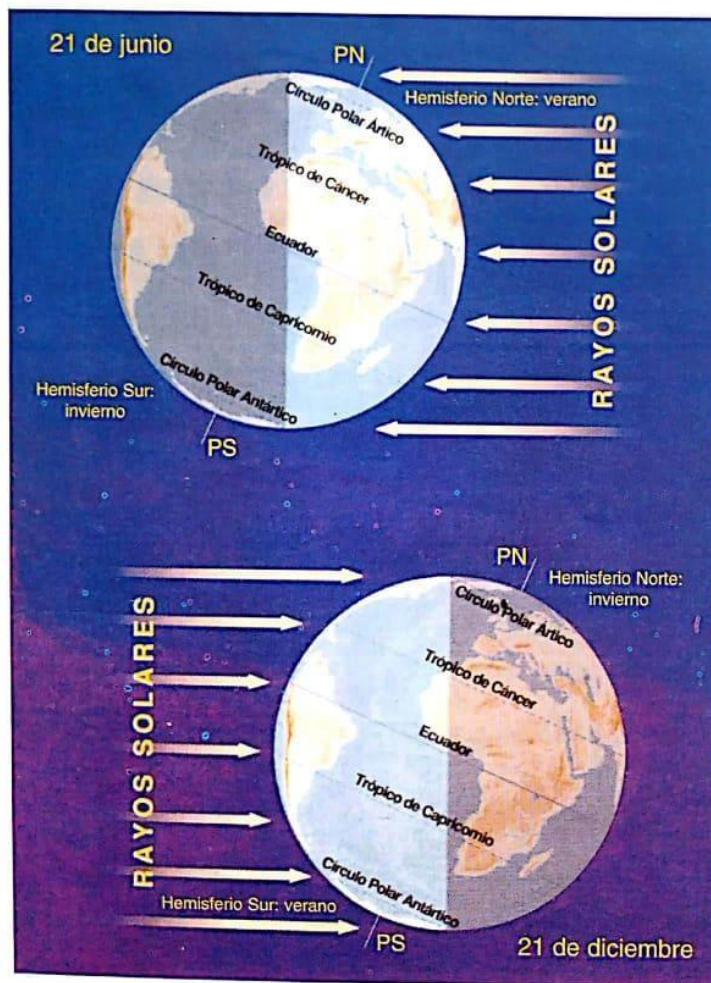 21 de junio
PN
Hemisferio Norte: verano
Círculo Polar Ártico
Trópico de Cáncer
Ecuador
Trópico de Capricornio
Círculo Polar Antártico
RAYOS SOLARES
Hemisferio Sur:
invierno
PS
PN
Hemisferio Norte:
invierno
Círculo Polar Ártico
Trópico de Cáncer
Ecuador
Trópico de Capricornio
Círculo Polar Antártico
RAYOS SOLARES
Hemisferio Sur: verano
PS
21 de diciembre